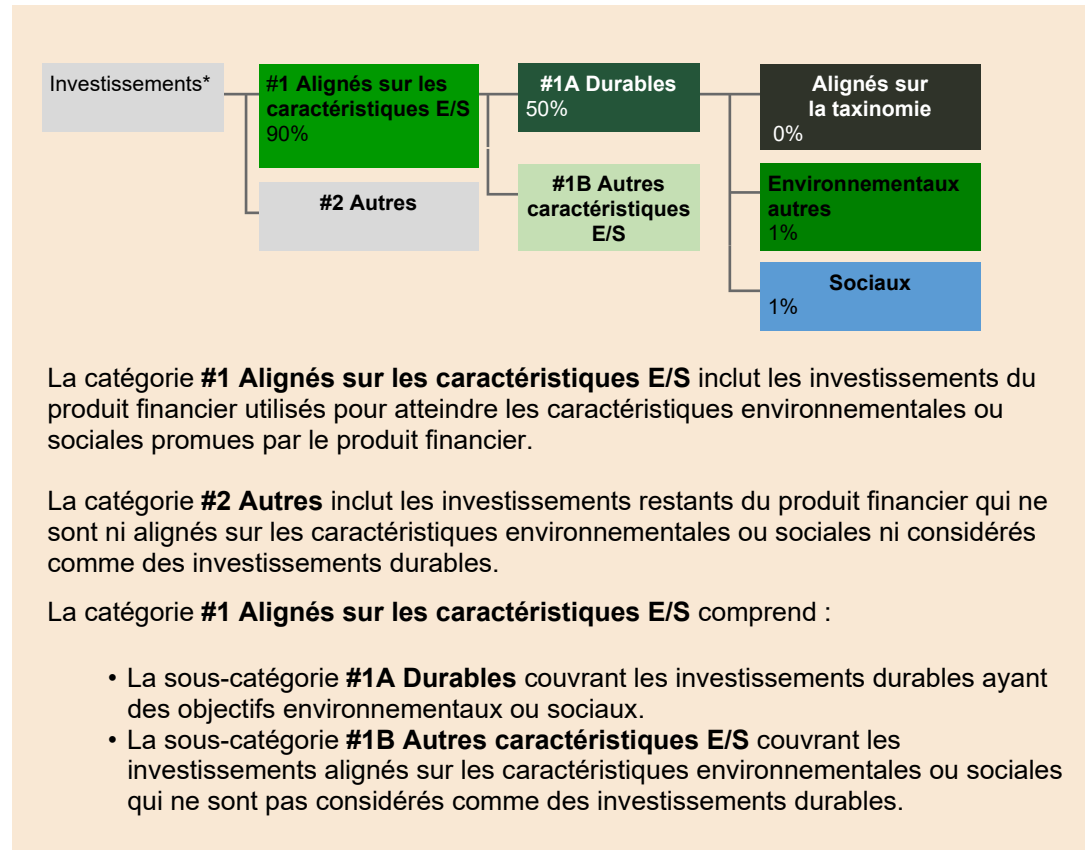 Investissements*
#1 Alignés sur les
caractéristiques E/S
90%
#2 Autres
#1A Durables
50%
#1B Autres
caractéristiques
E/S
Alignés sur
la taxinomie
0%
Environnementaux
autres
1%
Sociaux
1%
La catégorie #1 Alignés sur les caractéristiques E/S inclut les investissements du
produit financier utilisés pour atteindre les caractéristiques environnementales ou
sociales promues par le produit financier.
La catégorie #2 Autres inclut les investissements restants du produit financier qui ne
sont ni alignés sur les caractéristiques environnementales ou sociales ni considérés
comme des investissements durables.
La catégorie #1 Alignés sur les caractéristiques E/S comprend :
• La sous-catégorie #1A Durables couvrant les investissements durables ayant
des objectifs environnementaux ou sociaux.
• La sous-catégorie #1B Autres caractéristiques E/S couvrant les
investissements alignés sur les caractéristiques environnementales ou sociales
qui ne sont pas considérés comme des investissements durables.